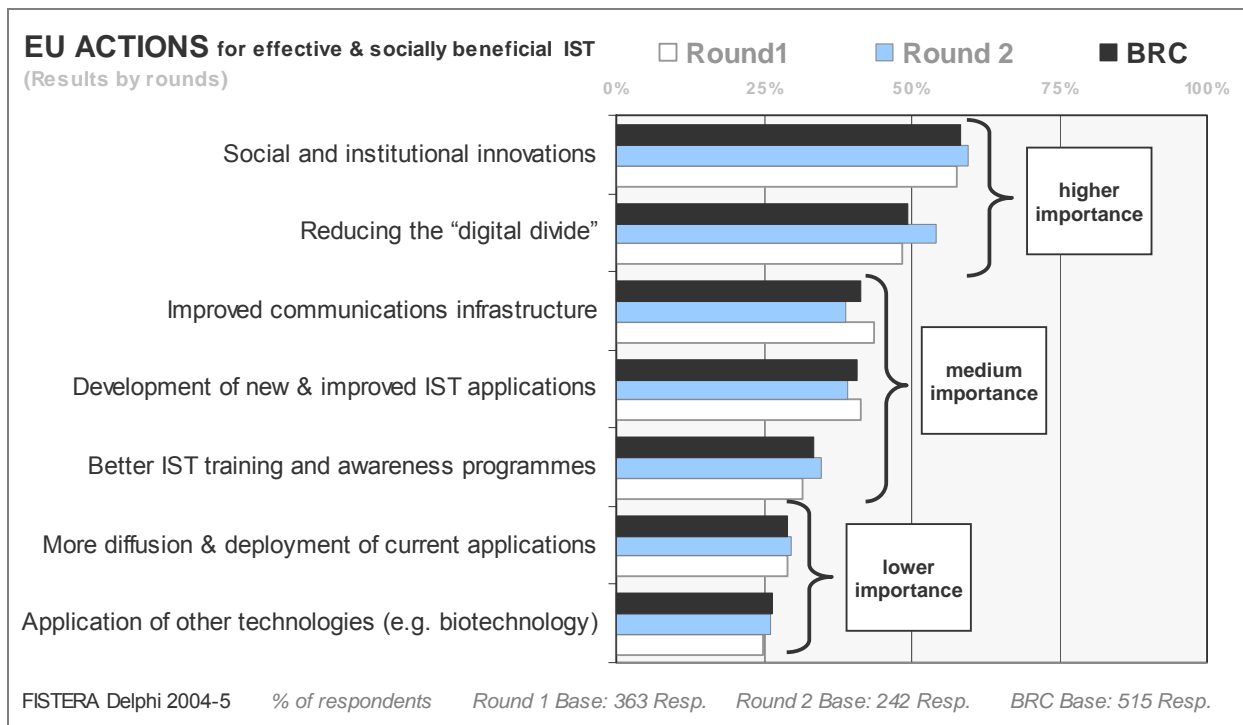 EU ACTIONS for effective & socially beneficial IST
(Results by rounds)
Round1 Round 2 BRC
0% 25% 50% 75% 100%
Social and institutional innovations
Reducing the “digital divide”
higher
importance
Improved communications infrastructure
Development of new & improved IST applications
Better IST training and awareness programmes
medium
importance
More diffusion & deployment of current applications
Application of other technologies (e.g. biotechnology)
lower
importance
FISTERA Delphi 2004-5 % of respondents Round 1 Base: 363 Resp. Round 2 Base: 242 Resp. BRC Base: 515 Resp.